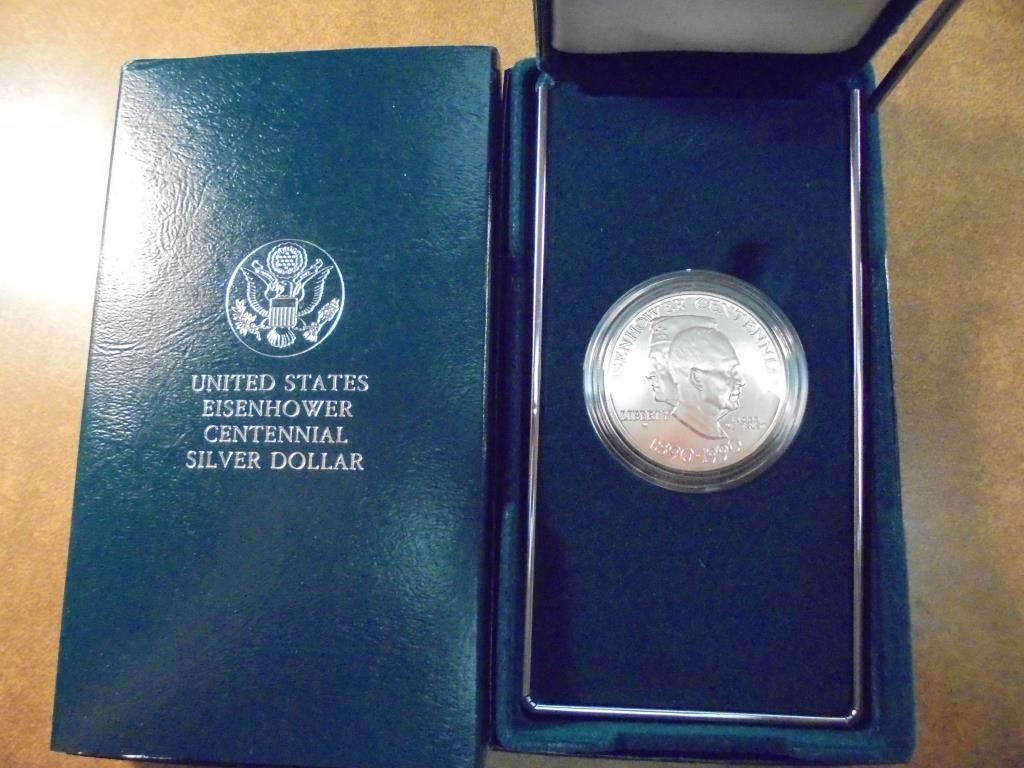 UNITED STATES
EISENHOWER
CENTENNIAL
SILVER DOLLAR
EISENHOWER CENTENNIAL
LIBERTY
1890-1990